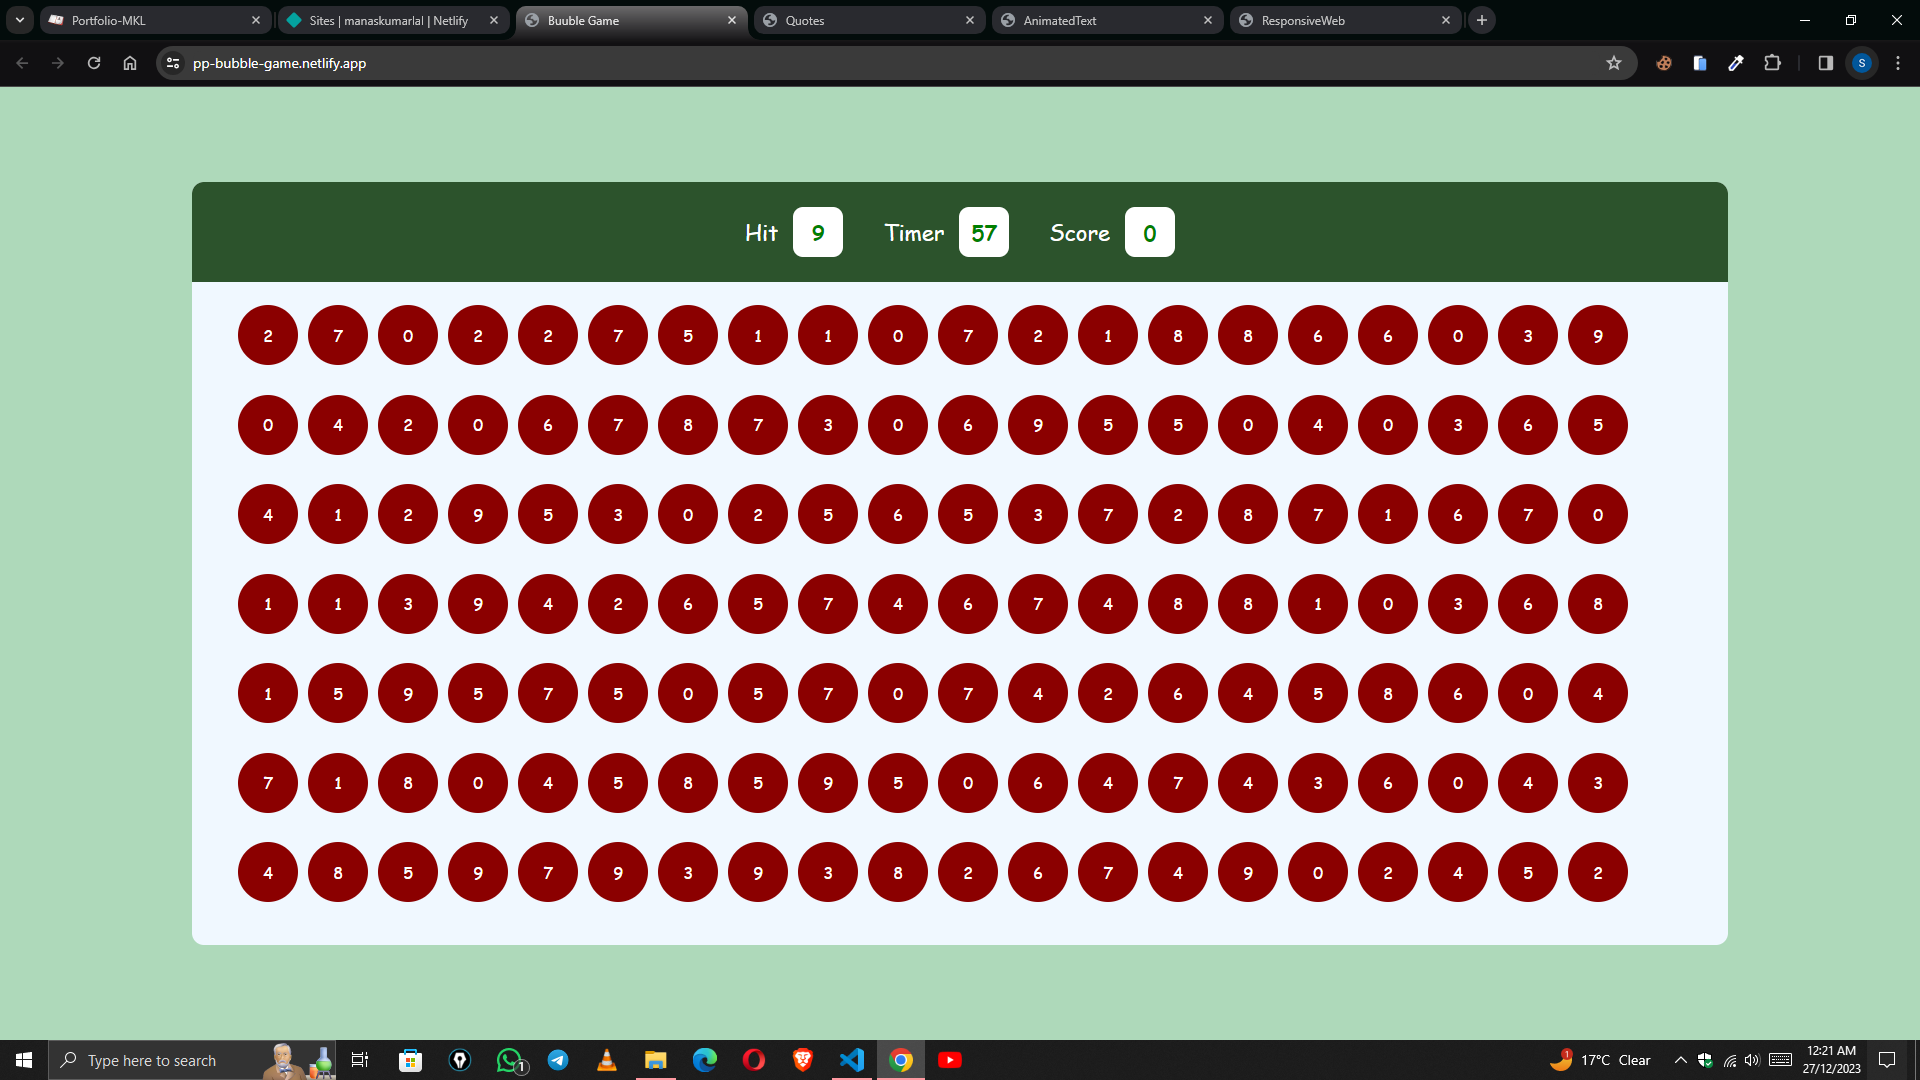 Portfolio-MKL
Sites | manaskumarlal | Netlify
Buuble Game
Quotes
AnimatedText
ResponsiveWeb
pp-bubble-game.netlify.app
S
Hit 9 Timer 57 Score 0
2 7 0 2 2 7 5 1 1 0 7 2 1 8 8 6 6 0 3 9
0 4 2 0 6 7 8 7 3 0 6 9 5 5 0 4 0 3 6 5
4 1 2 9 5 3 0 2 5 6 5 3 7 2 8 7 1 6 7 0
1 1 3 9 4 2 6 5 7 4 6 7 4 8 8 1 0 3 6 8
1 5 9 5 7 5 0 5 7 0 7 4 2 6 4 5 8 6 0 4
7 1 8 0 4 5 8 5 9 5 0 6 4 7 4 3 6 0 4 3
4 8 5 9 7 9 3 9 3 8 2 6 7 4 9 0 2 4 5 2
Type here to search
1
1
17°C Clear
12:21 AM
27/12/2023